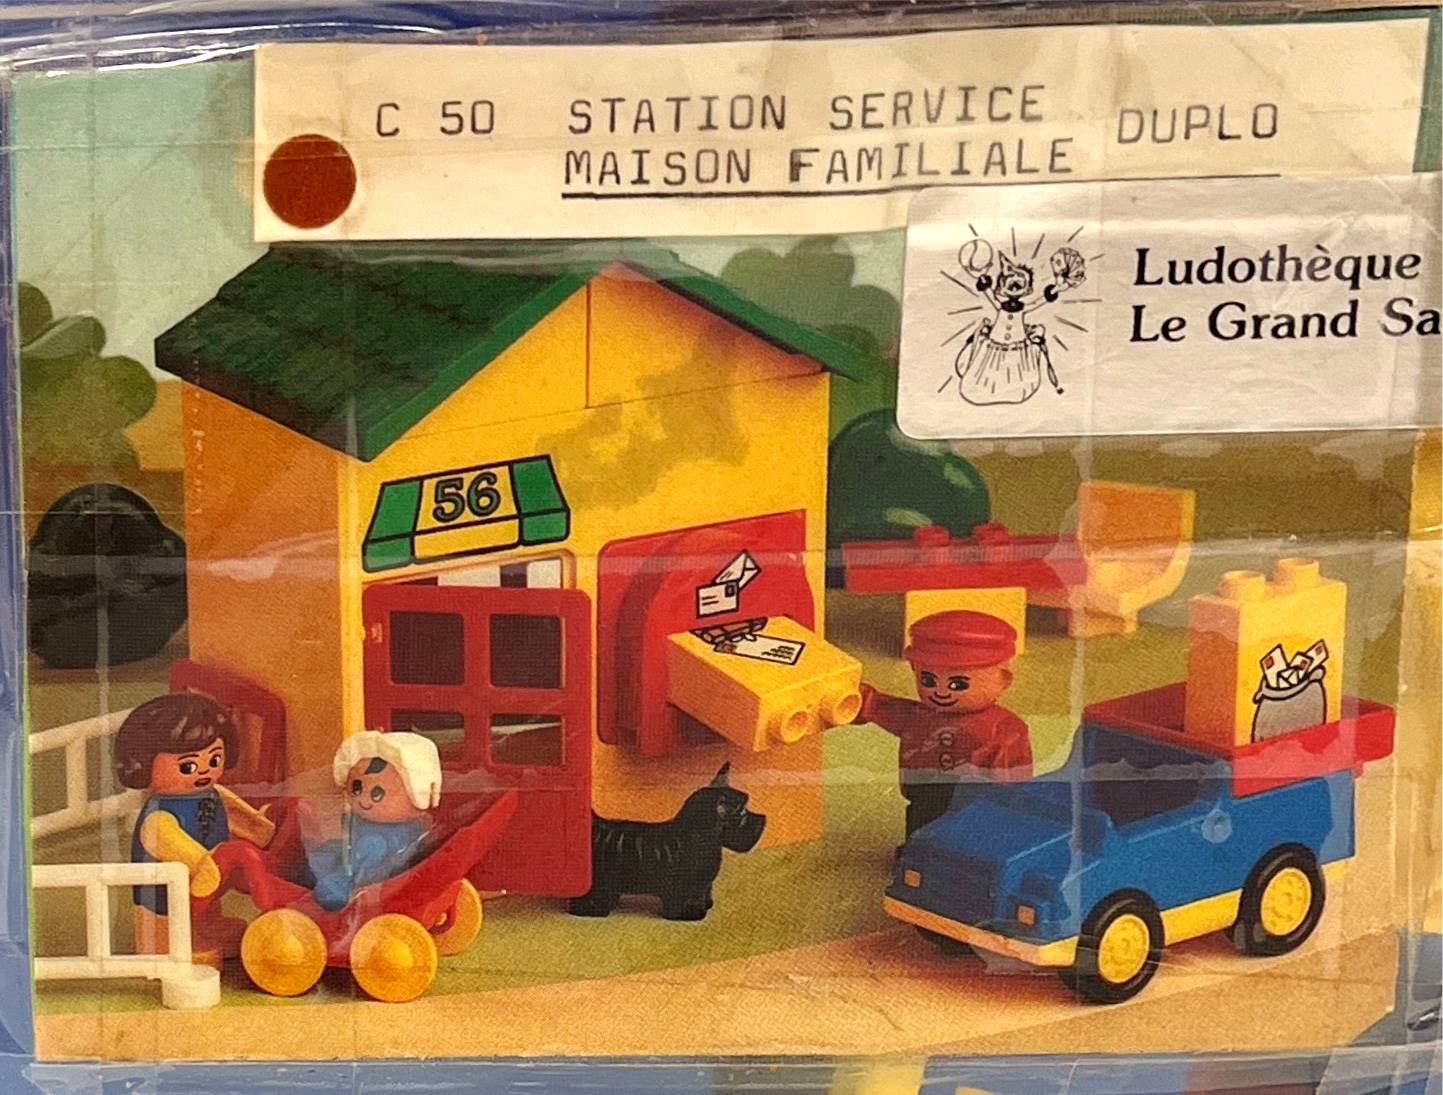 C 50 STATION SERVICE DUPLO
MAISON FAMILIALE
Ludothèque
Le Grand Sa
56